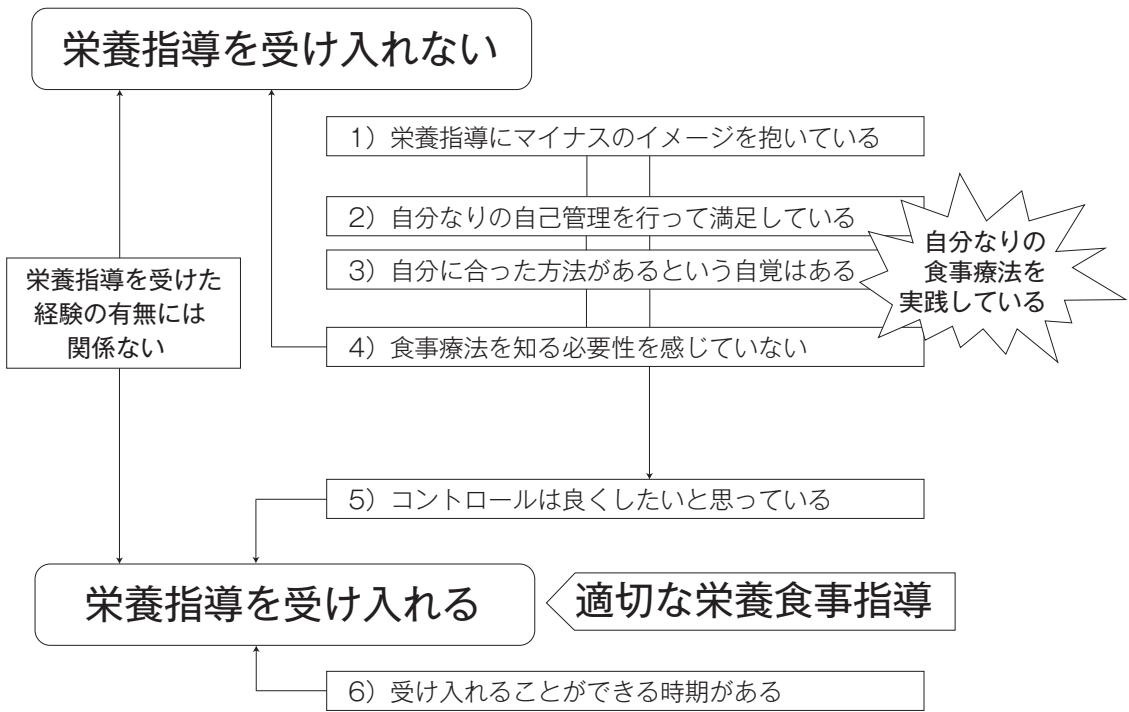 栄養指導を受け入れない
1）栄養指導にマイナスのイメージを抱いている
2）自分なりの自己管理を行って満足している
3）自分に合った方法があるという自覚はある
4）食事療法を知る必要性を感じていない
自分なりの
食事療法を
実践している
栄養指導を受けた
経験の有無には
関係ない
5）コントロールは良くしたいと思っている
栄養指導を受け入れる
適切な栄養食事指導
6）受け入れることができる時期がある